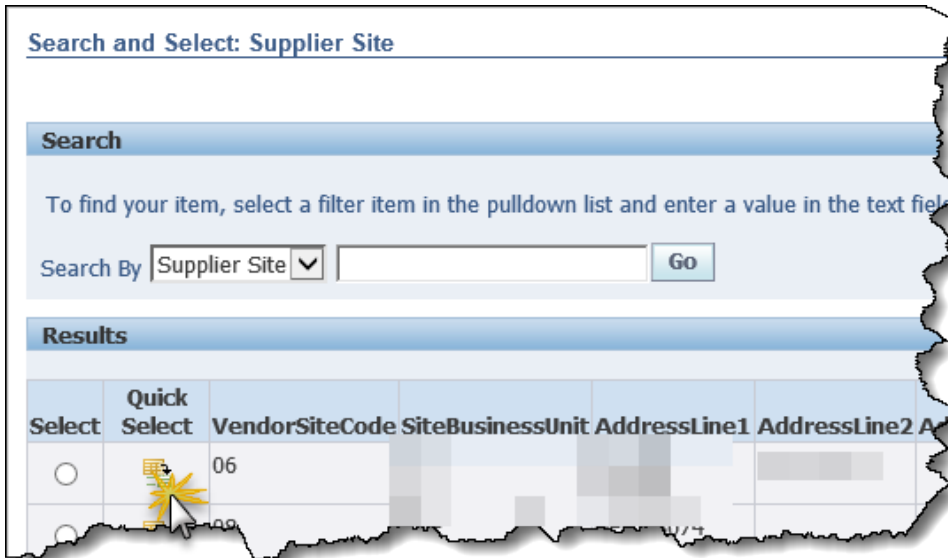 Search and Select: Supplier Site
Search
To find your item, select a filter item in the pulldown list and enter a value in the text
Search By Supplier Site Go
Results
Select Quick Select VendorSiteCode SiteBusinessUnit AddressLine1 AddressLine2
06